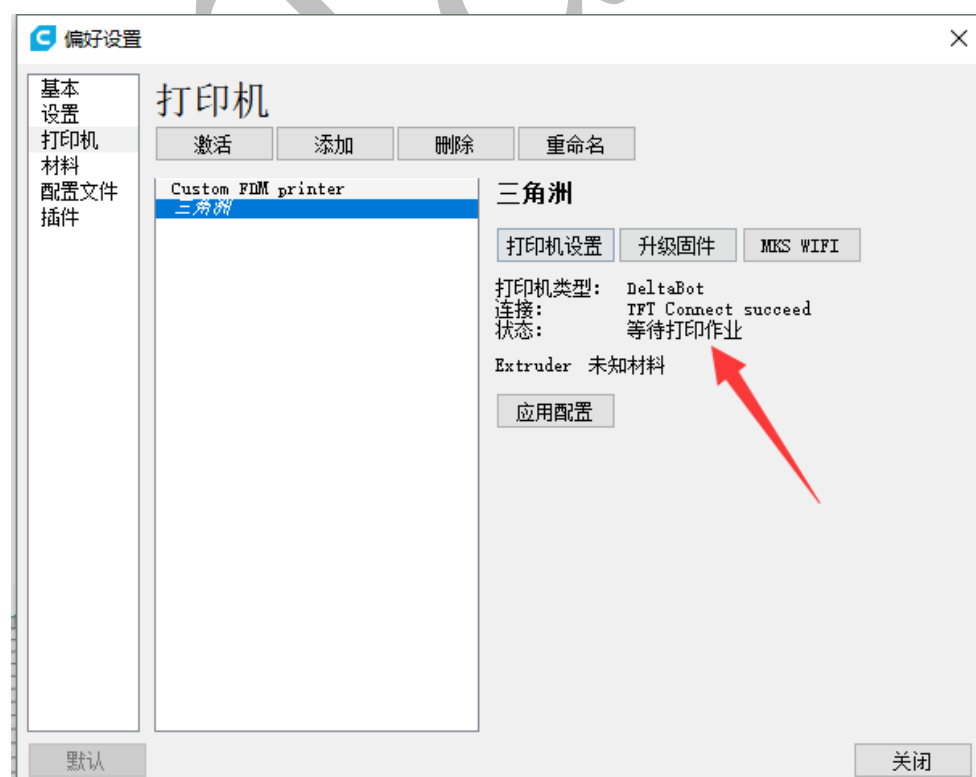 偏好设置
基本
设置
打印机
材料
配置文件
插件
打印机
激活 添加 删除 重命名
Custom FDM printer
三角洲
三角洲
打印机设置 升级固件 MKS WIFI
打印机类型: DeltaBot
连接: TFT Connect succeed
状态: 等待打印作业
Extruder 未知材料
应用配置
默认 关闭